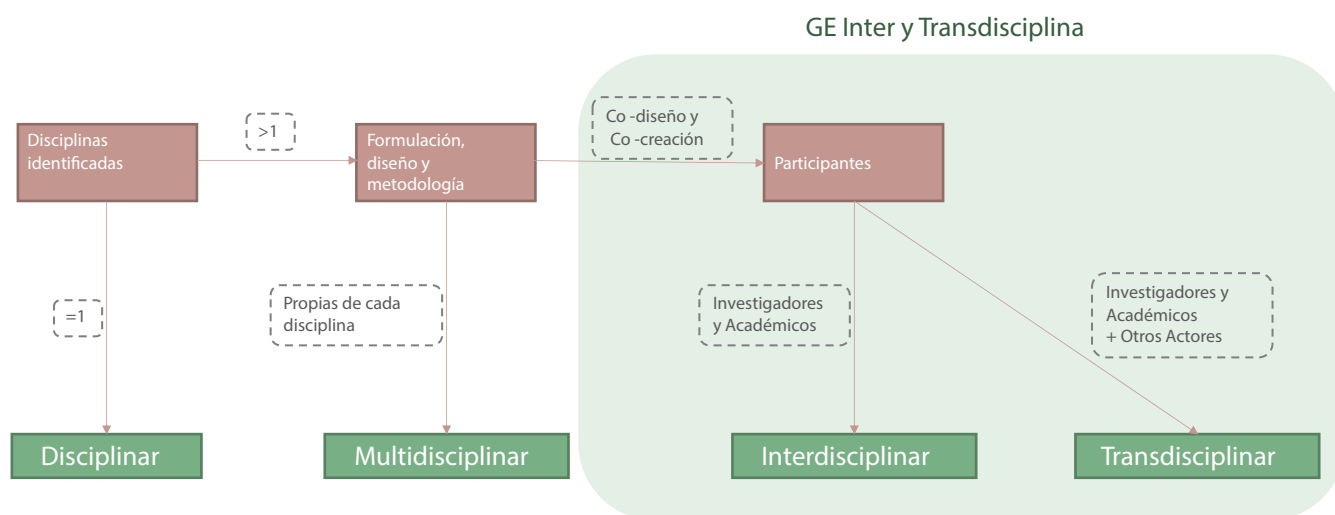 GE Inter y Transdisciplina
Disciplinas
identificadas
>1
Formulación,
diseño y
metodología
Co -diseño y
Co -creación
Participantes
=1
Propias de cada
disciplina
Investigadores
y Académicos
Investigadores y
Académicos
+ Otros Actores
Disciplinar
Multidisciplinar
Interdisciplinar
Transdisciplinar